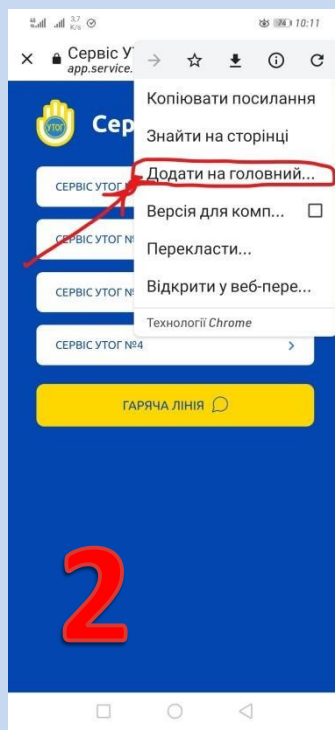 3,7
K/s
74
10:11
Сервіс У
app.service.
Копіювати посилання
УТОГ
Сер
Знайти на сторінці
Додати на головний...
СЕРВІС УТОГ
Версія для комп...
СЕРВІС УТОГ №
Перекласти...
СЕРВІС УТОГ №
Відкрити у веб-пере...
Технології Chrome
СЕРВІС УТОГ №4
ГАРЯЧА ЛІНІЯ
2